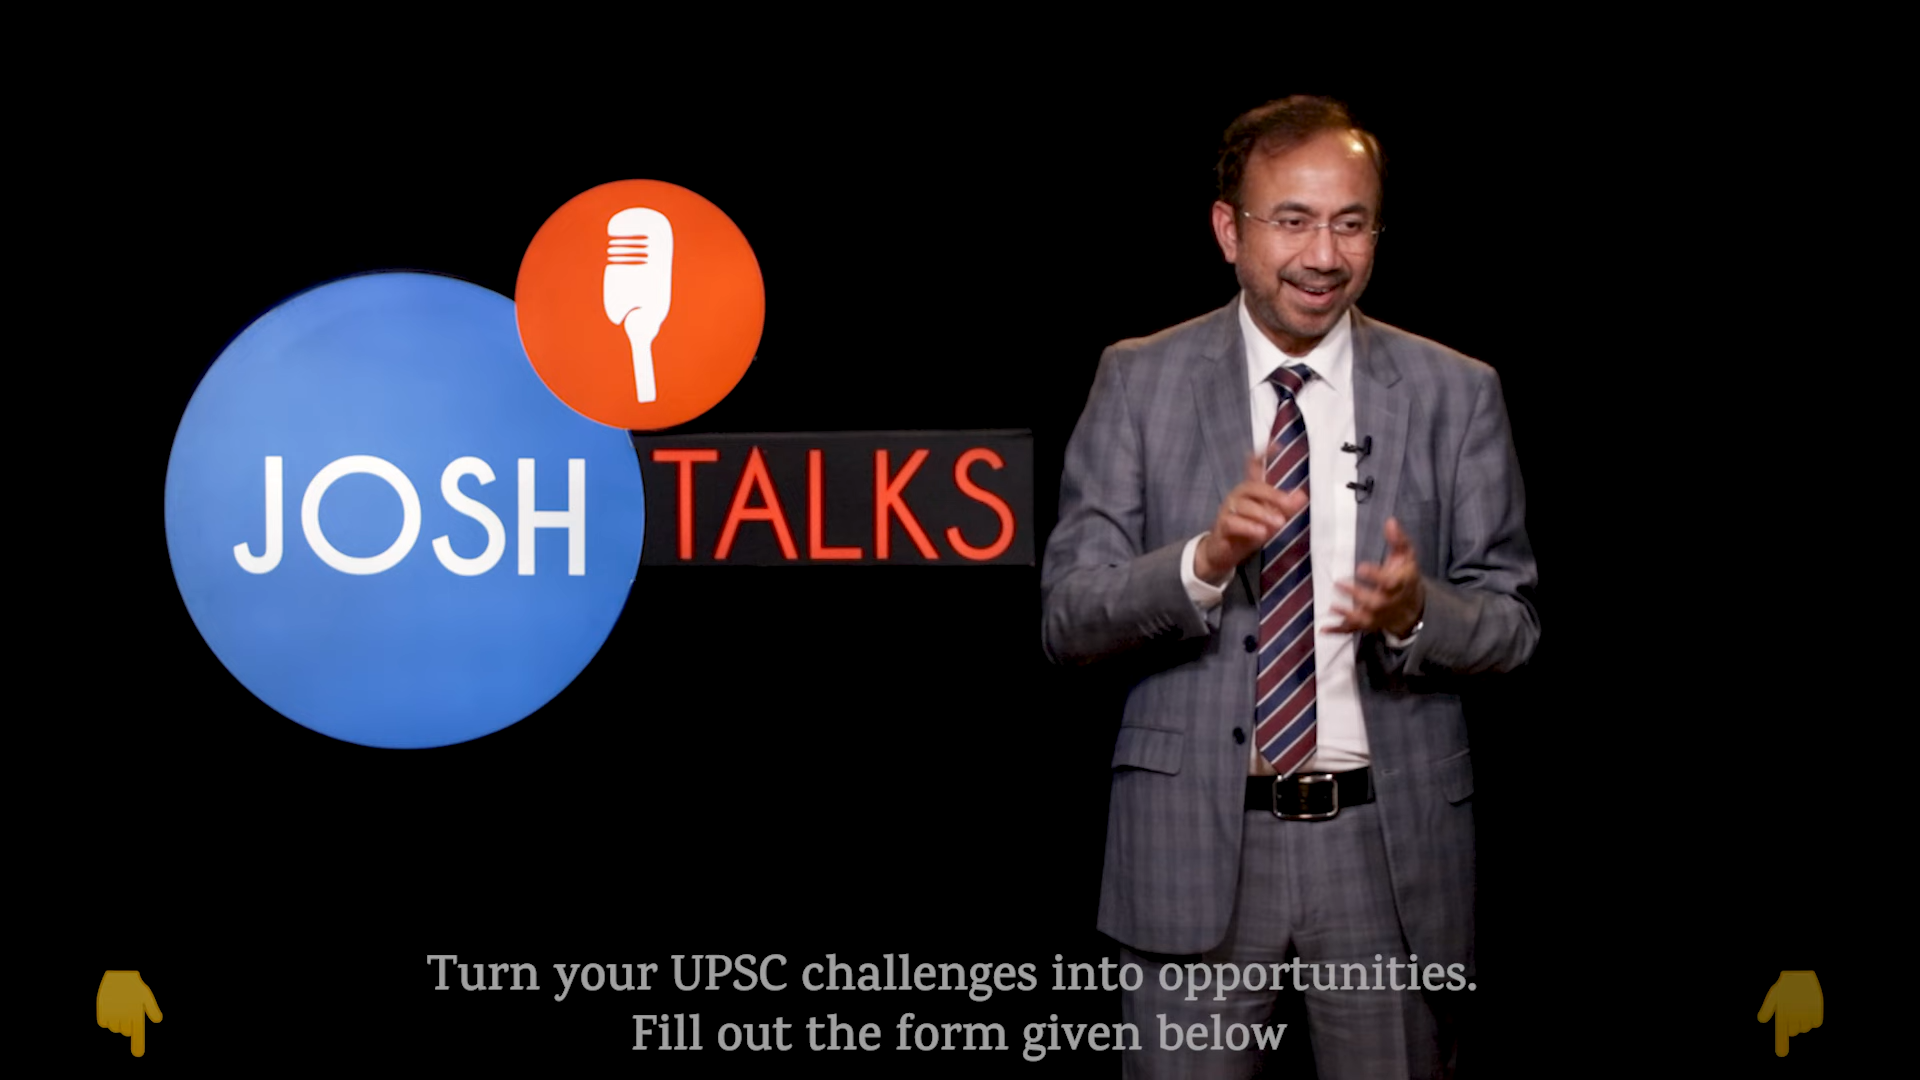 JOSH TALKS
Turn your UPSC challenges into opportunities.
Fill out the form given below